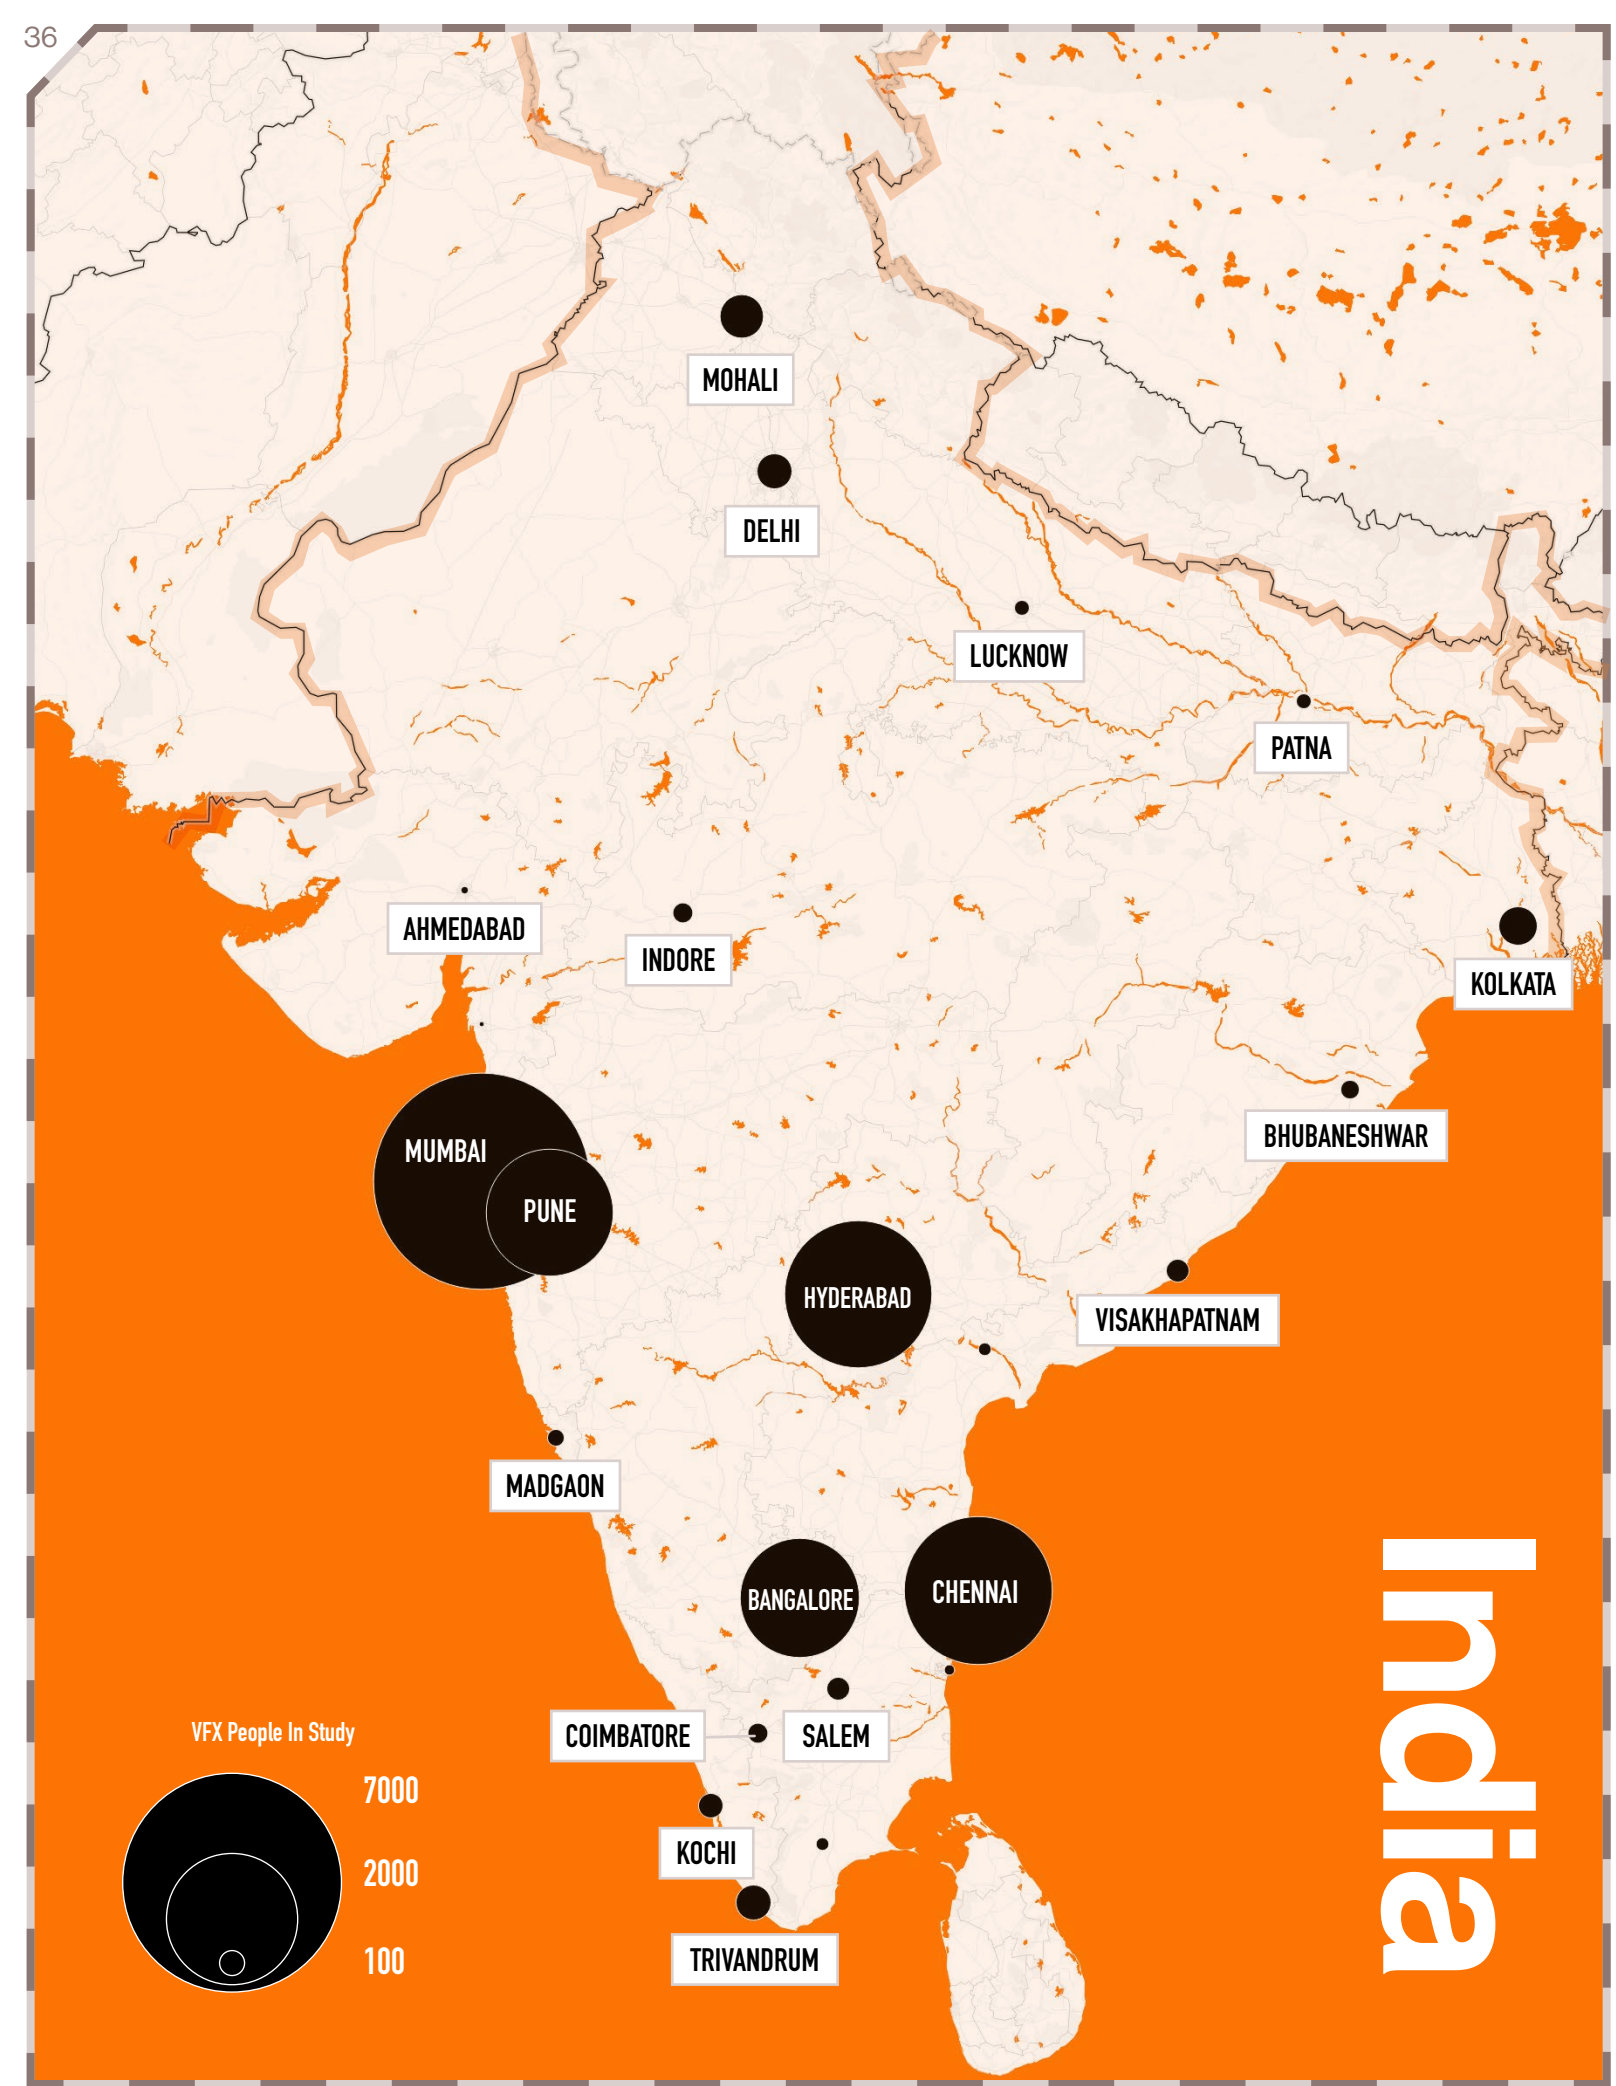 36
MOHALI
DELHI
LUCKNOW
PATNA
AHMEDABAD
INDORE
KOLKATA
BHUBANESHWAR
MUMBAI
PUNE
HYDERABAD
VISAKHAPATNAM
MADGAON
BANGALORE
CHENNAI
COIMBATORE
SALEM
KOCHI
TRIVANDRUM
VFX People In Study
7000
2000
100
India